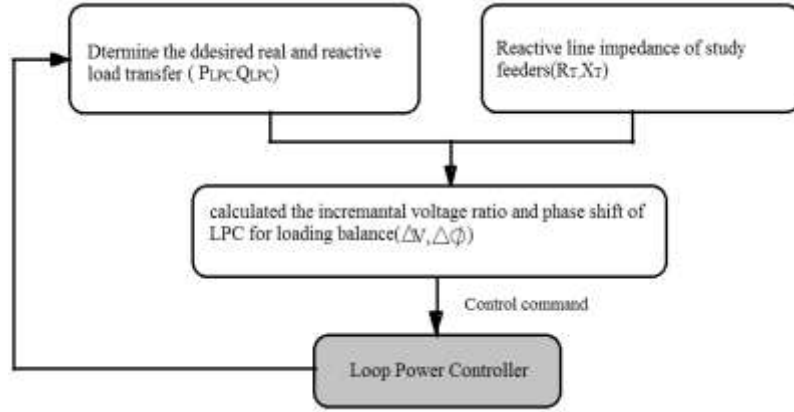 Dtermine the ddesired real and reactive
load transfer ( PLPC,QLPC)
Reactive line impedance of study
feeders(RT,XT)
calculated the incremantal voltage ratio and phase shift of
LPC for loading balance(△V,△∅)
Control command
Loop Power Controller